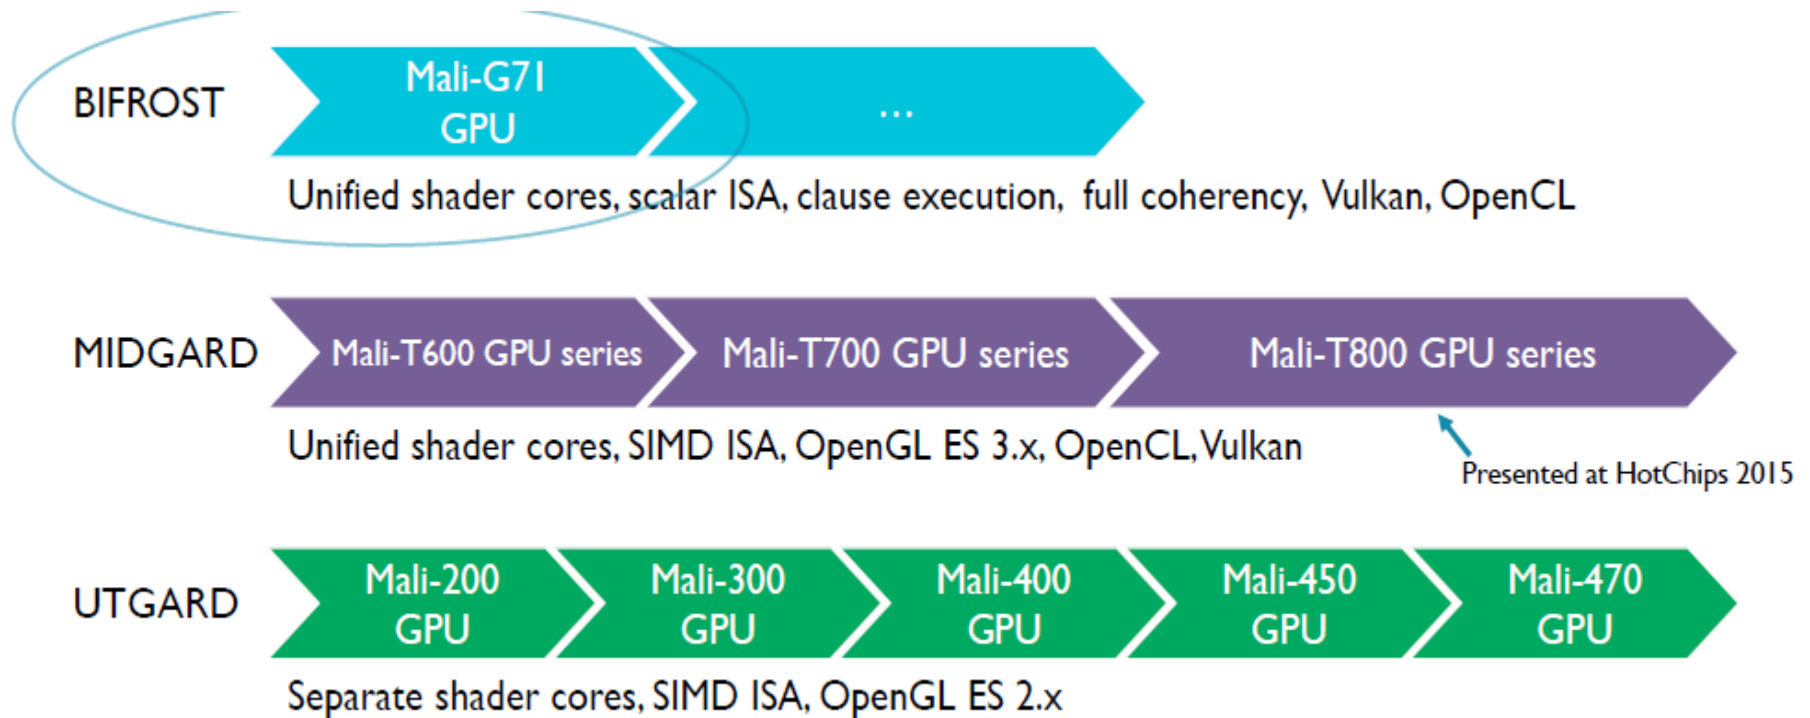 BIFROST
Mali-G71
GPU
...
Unified shader cores, scalar ISA, clause execution, full coherency, Vulkan, OpenCL
MIDGARD
Mali-T600 GPU series
Mali-T700 GPU series
Mali-T800 GPU series
Unified shader cores, SIMD ISA, OpenGL ES 3.x, OpenCL, Vulkan
Presented at HotChips 2015
UTGARD
Mali-200
GPU
Mali-300
GPU
Mali-400
GPU
Mali-450
GPU
Mali-470
GPU
Separate shader cores, SIMD ISA, OpenGL ES 2.x